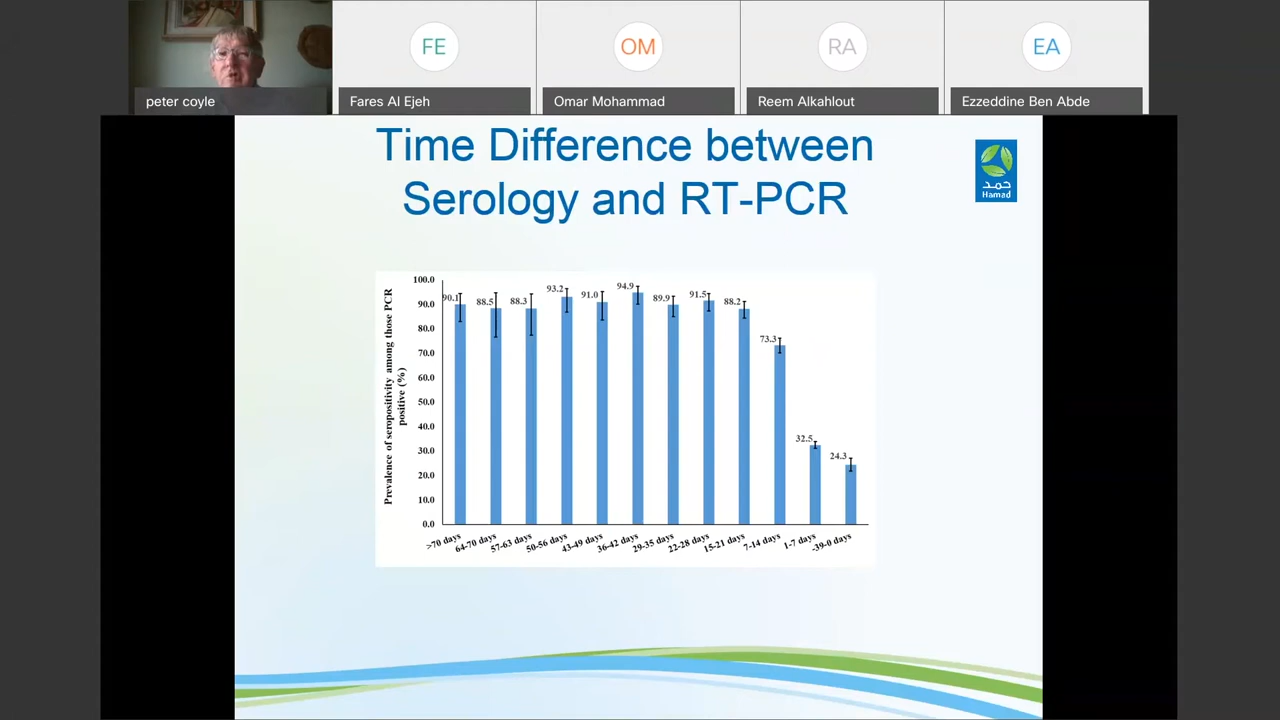 FE
OM
RA
EA
peter coyle
Fares Al Ejeh
Omar Mohammad
Reem Alkahlout
Ezzeddine Ben Abde
Time Difference between
Serology and RT-PCR
حمد
Hamad
Prevalence of seropositivity among those PCR
positive (%)
100.0
90.0
80.0
70.0
60.0
50.0
40.0
30.0
20.0
10.0
0.0
90.1
88.5
88.3
93.2
91.0
94.9
89.9
91.5
88.2
73.3
32.5
24.3
>70 days
64-70 days
57-63 days
50-56 days
43-49 days
36-42 days
29-35 days
22-28 days
15-21 days
7-14 days
1-7 days
-39-0 days